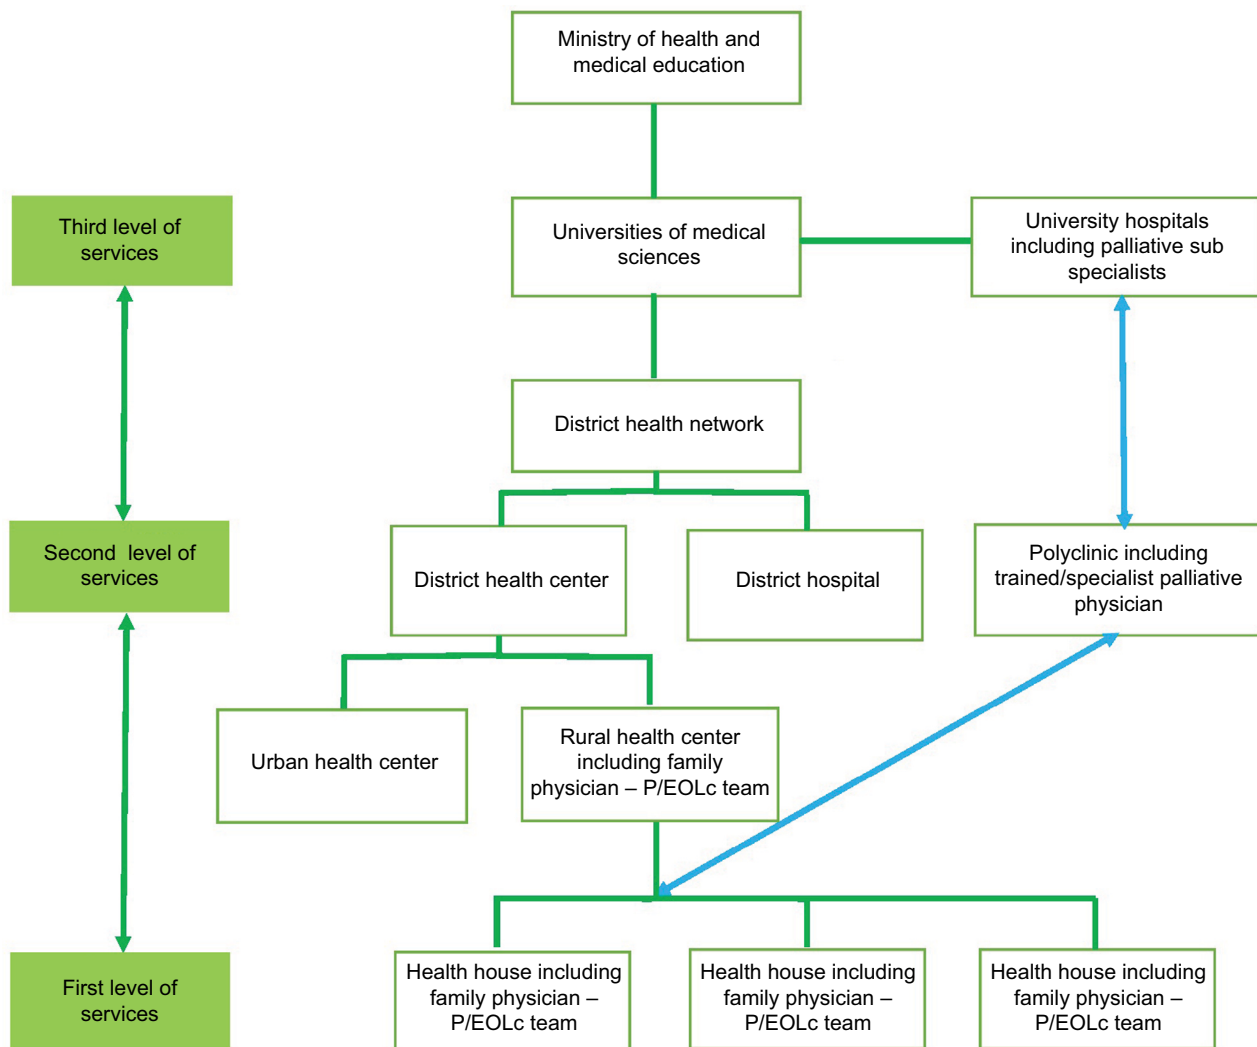 Ministry of health and
medical education
Third level of
services
Universities of medical
sciences
University hospitals
including palliative sub
specialists
District health network
Second level of
services
District health center
District hospital
Polyclinic including
trained/specialist palliative
physician
Urban health center
Rural health center
including family
physician – P/EOLc team
First level of
services
Health house including
family physician –
P/EOLc team
Health house including
family physician –
P/EOLc team
Health house including
family physician –
P/EOLc team